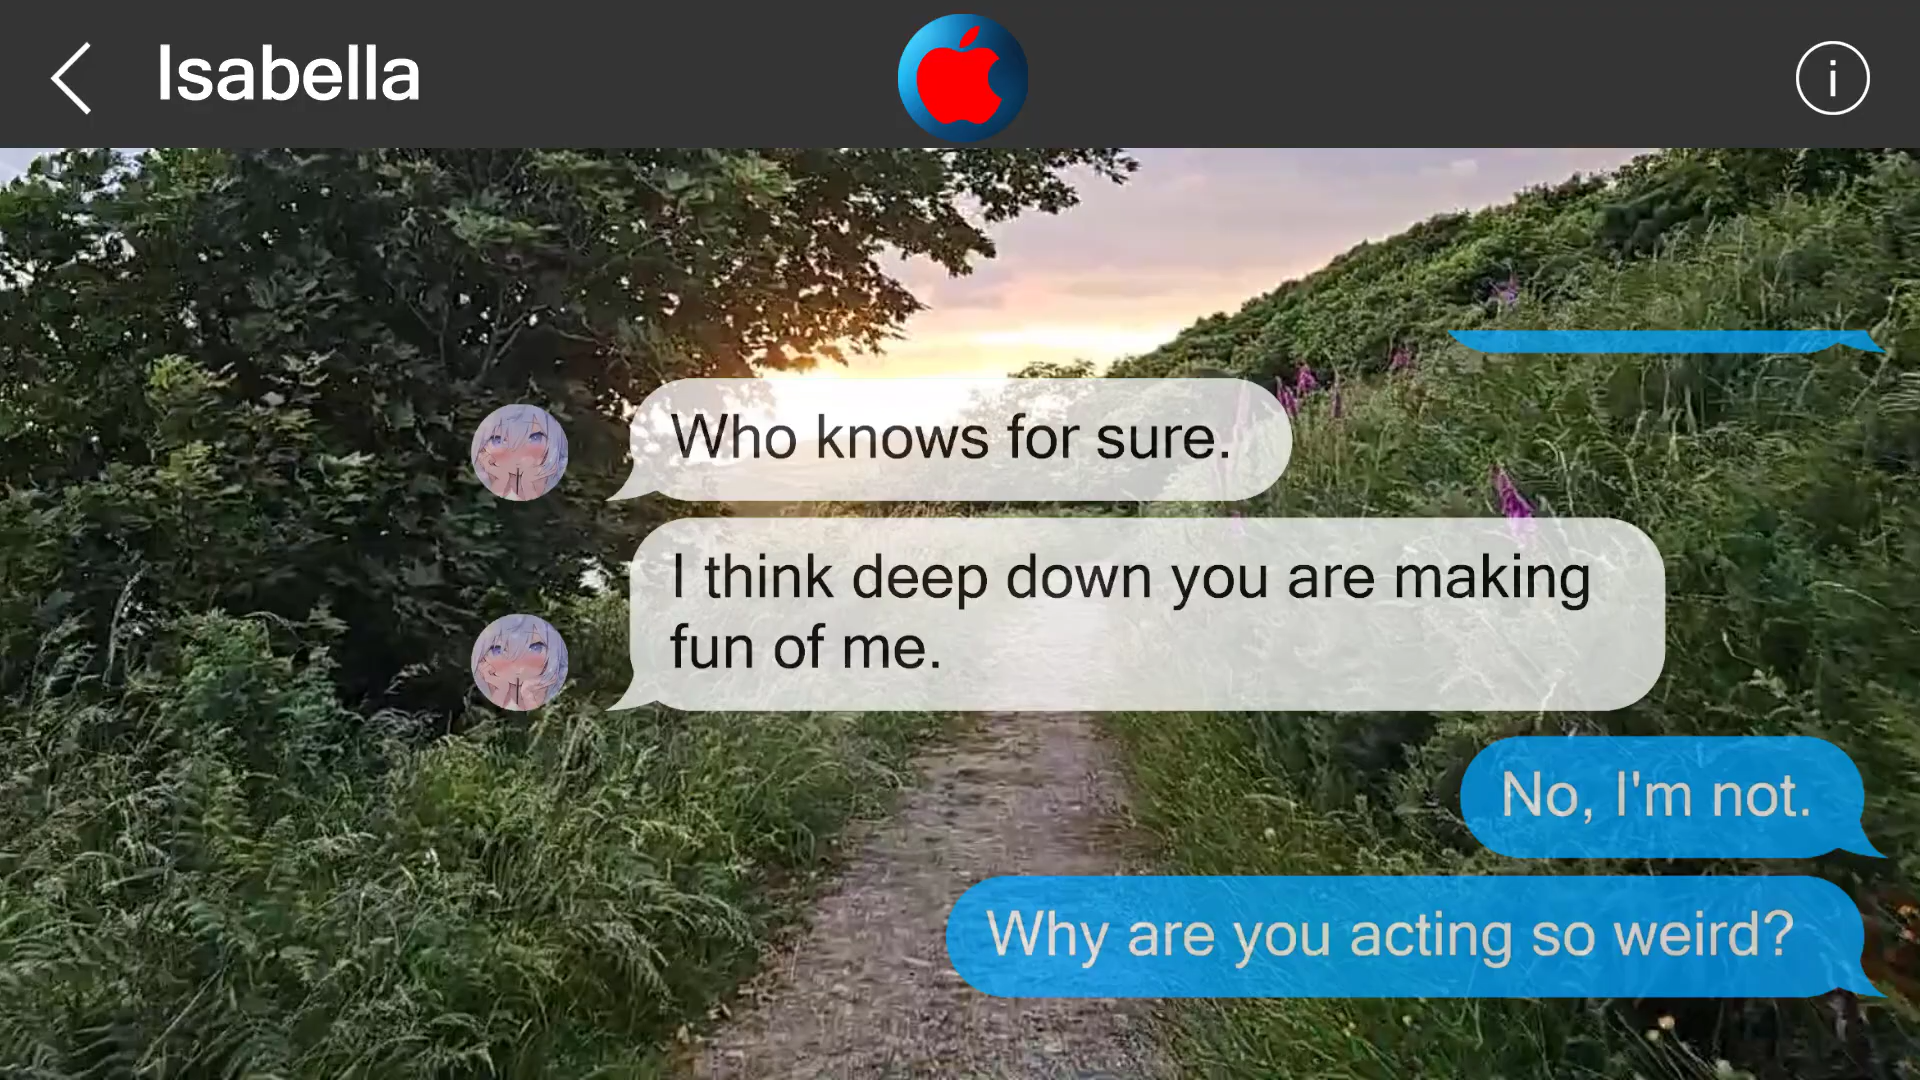 Isabella
Who knows for sure.
I think deep down you are making
fun of me.
No, I'm not.
Why are you acting so weird?